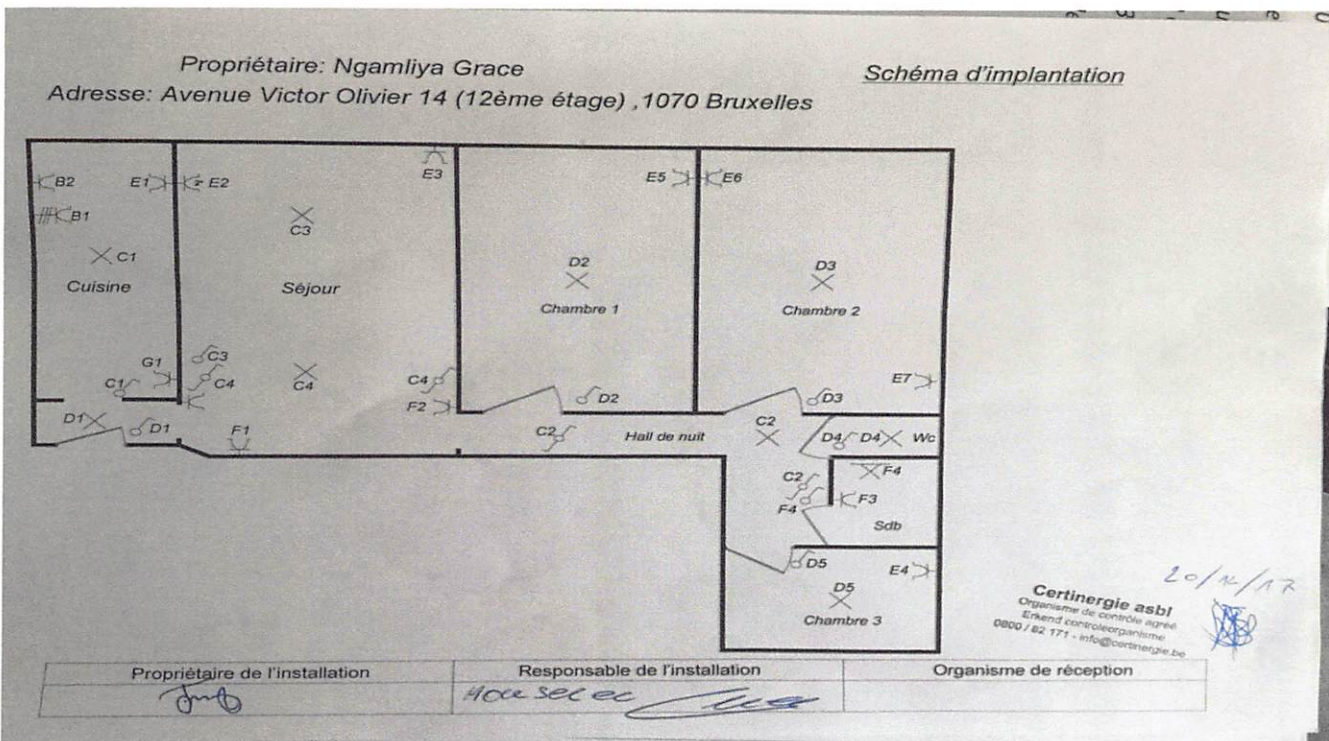 Propriétaire: Ngamliya Grace
Schéma d'implantation
Adresse: Avenue Victor Olivier 14 (12ème étage) ,1070 Bruxelles
E3
B2 E1 E2 E5 E6
B1
C3
C1
D2 D3
Cuisine Séjour
Chambre 1 Chambre 2
G1 C3
C1 C4 C4 C4 E7
F2 D2 D3
D1 D1 F1 C2 Hall de nuit C2 D4 D4 Wc
C2 F4
F4 F3
Sdb
D5 E4
D5
Chambre 3
20/12/17
Certinergie asbl
Organisme de contrôle agréé
Erkend controleorganisme
0800 / 82 171 - info@certinergie.be
Propriétaire de l'installation Responsable de l'installation Organisme de réception